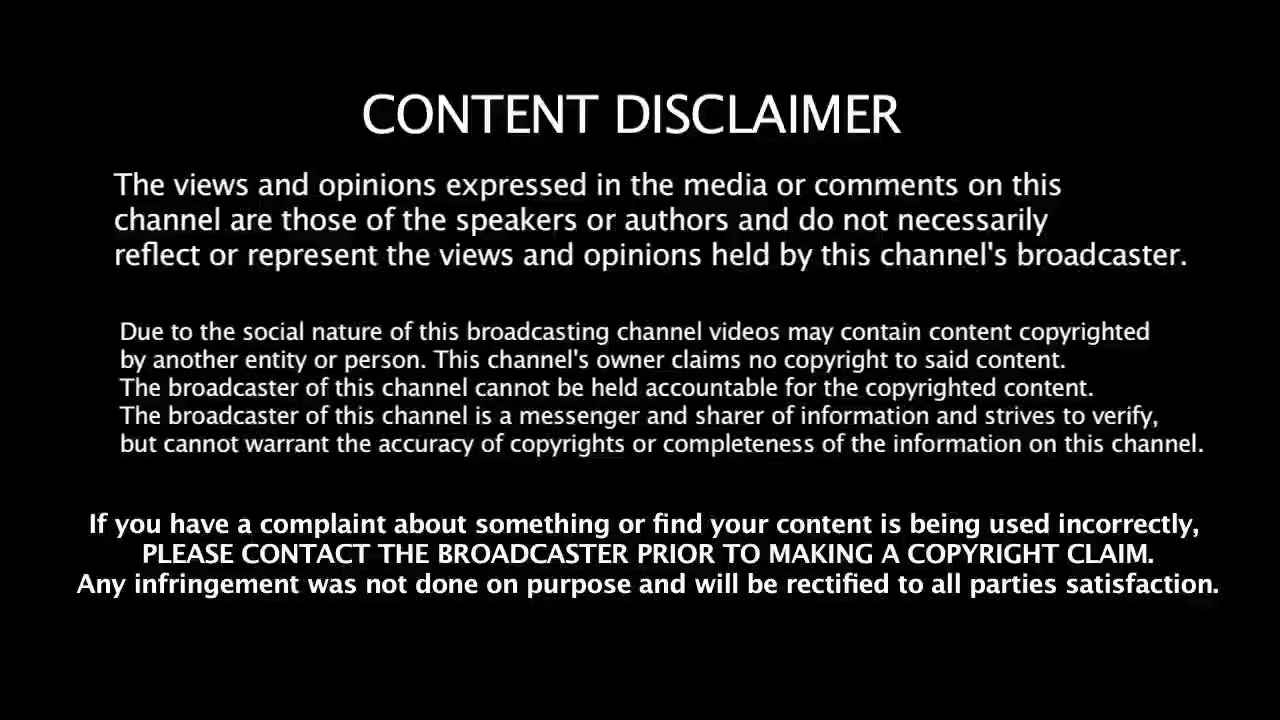 CONTENT DISCLAIMER
The views and opinions expressed in the media or comments on this
channel are those of the speakers or authors and do not necessarily
reflect or represent the views and opinions held by this channel's broadcaster.
Due to the social nature of this broadcasting channel videos may contain content copyrighted
by another entity or person. This channel's owner claims no copyright to said content.
The broadcaster of this channel cannot be held accountable for the copyrighted content.
The broadcaster of this channel is a messenger and sharer of information and strives to verify,
but cannot warrant the accuracy of copyrights or completeness of the information on this channel.
If you have a complaint about something or find your content is being used incorrectly,
PLEASE CONTACT THE BROADCASTER PRIOR TO MAKING A COPYRIGHT CLAIM.
Any infringement was not done on purpose and will be rectified to all parties satisfaction.